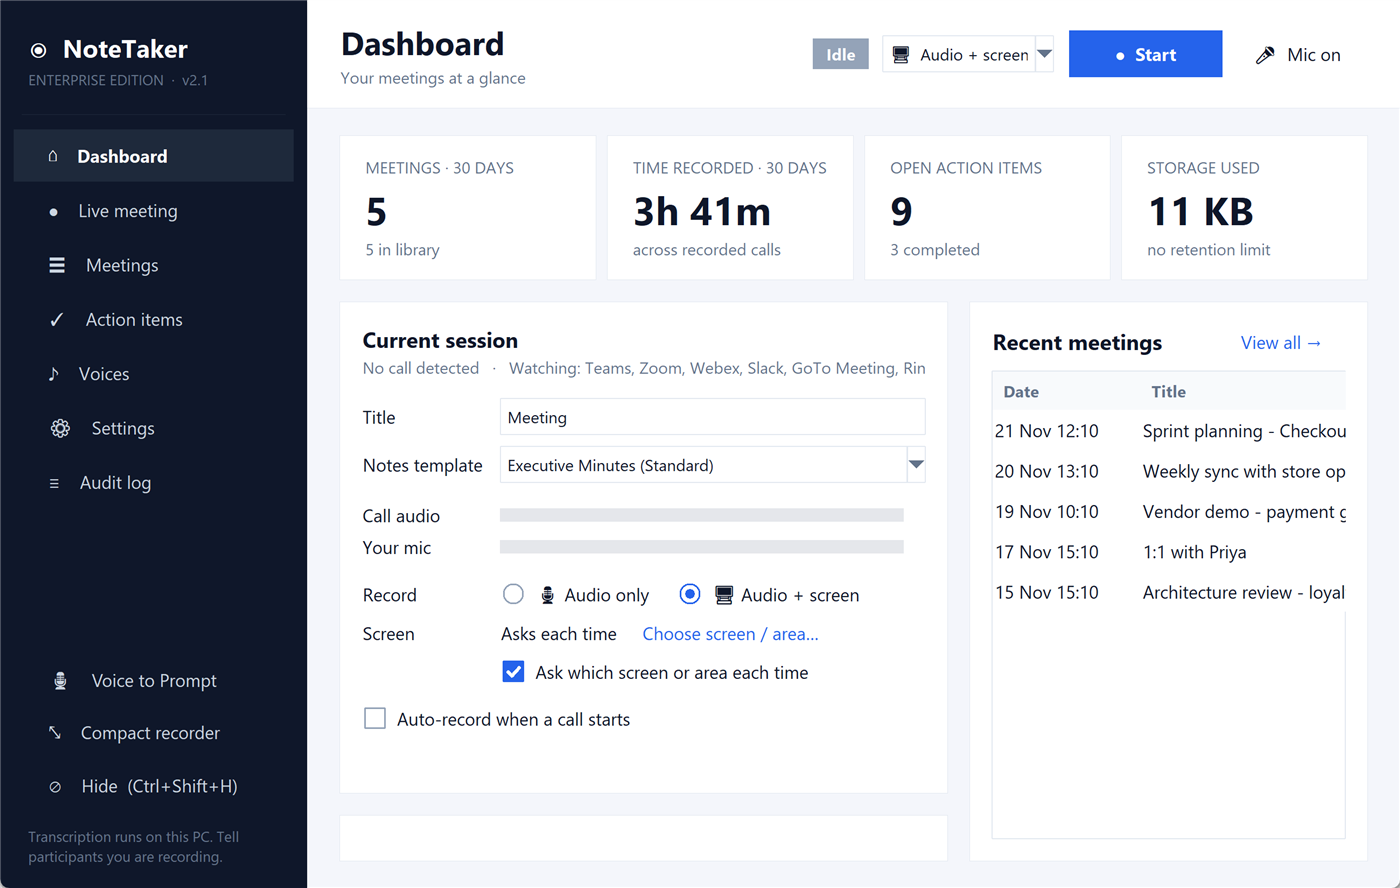 NoteTaker
ENTERPRISE EDITION · v2.1
Dashboard
Live meeting
Meetings
Action items
Voices
Settings
Audit log
Voice to Prompt
Compact recorder
Hide (Ctrl+Shift+H)
Transcription runs on this PC. Tell
participants you are recording.
Dashboard
Your meetings at a glance
Idle
Audio + screen
Start
Mic on
MEETINGS · 30 DAYS
5
5 in library
TIME RECORDED · 30 DAYS
3h 41m
across recorded calls
OPEN ACTION ITEMS
9
3 completed
STORAGE USED
11 KB
no retention limit
Current session
No call detected · Watching: Teams, Zoom, Webex, Slack, GoTo Meeting, Rin
Title Meeting
Notes template Executive Minutes (Standard)
Call audio
Your mic
Record Audio only Audio + screen
Screen Asks each time Choose screen / area...
Ask which screen or area each time
Auto-record when a call starts
Recent meetings View all →
Date Title
21 Nov 12:10 Sprint planning - Checkou
20 Nov 13:10 Weekly sync with store op
19 Nov 10:10 Vendor demo - payment g
17 Nov 15:10 1:1 with Priya
15 Nov 15:10 Architecture review - loyal